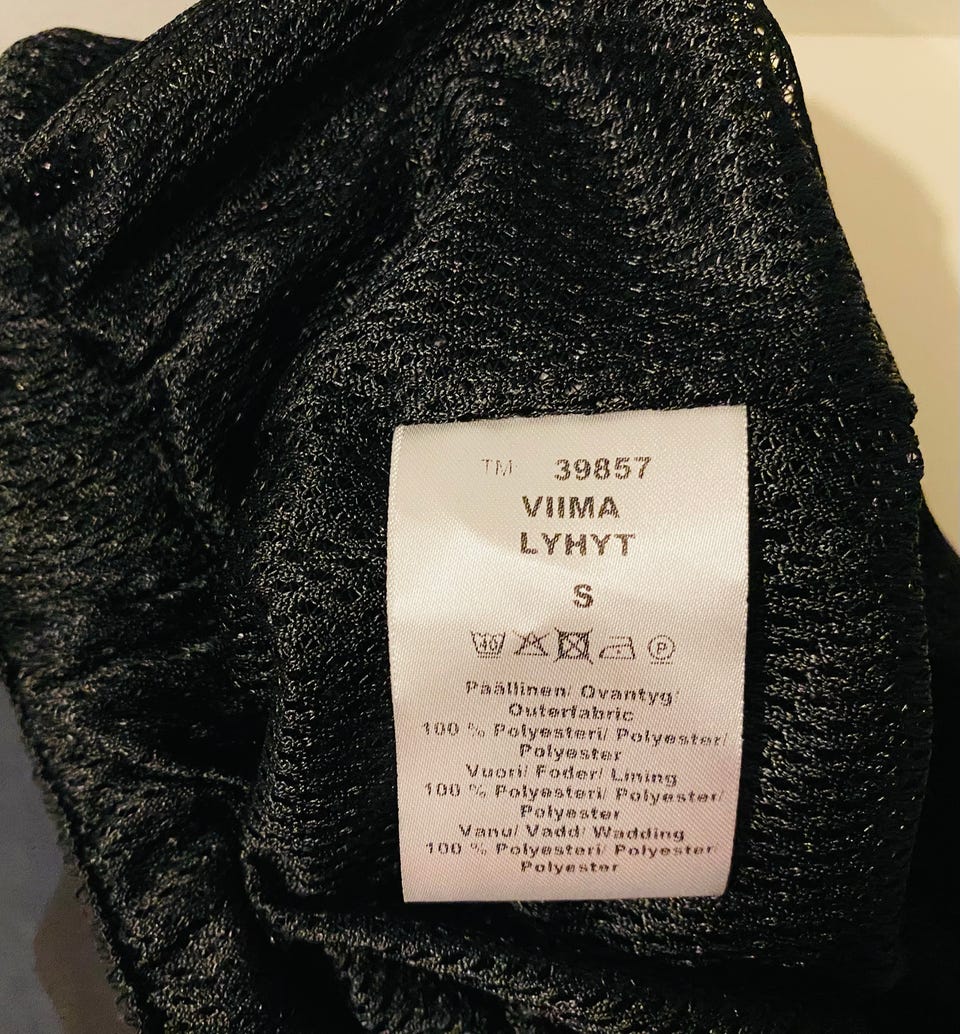 TM 39857
VIIMA
LYHYT
S
40 P
Päällinen/ Ovantyg/
Outerfabric
100 % Polyesteri/ Polyester/
Polyester
Vuori/ Foder/ Lining
100 % Polyesteri/ Polyester/
Polyester
Vanu/ Vadd/ Wadding
100 % Polyesteri/ Polyester/
Polyester